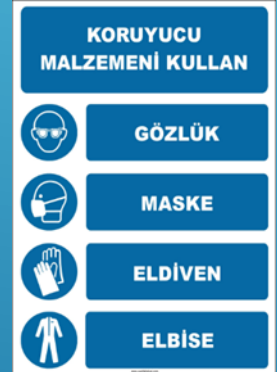 KORUYUCU
MALZEMENİ KULLAN
GÖZLÜK
MASKE
ELDİVEN
ELBİSE